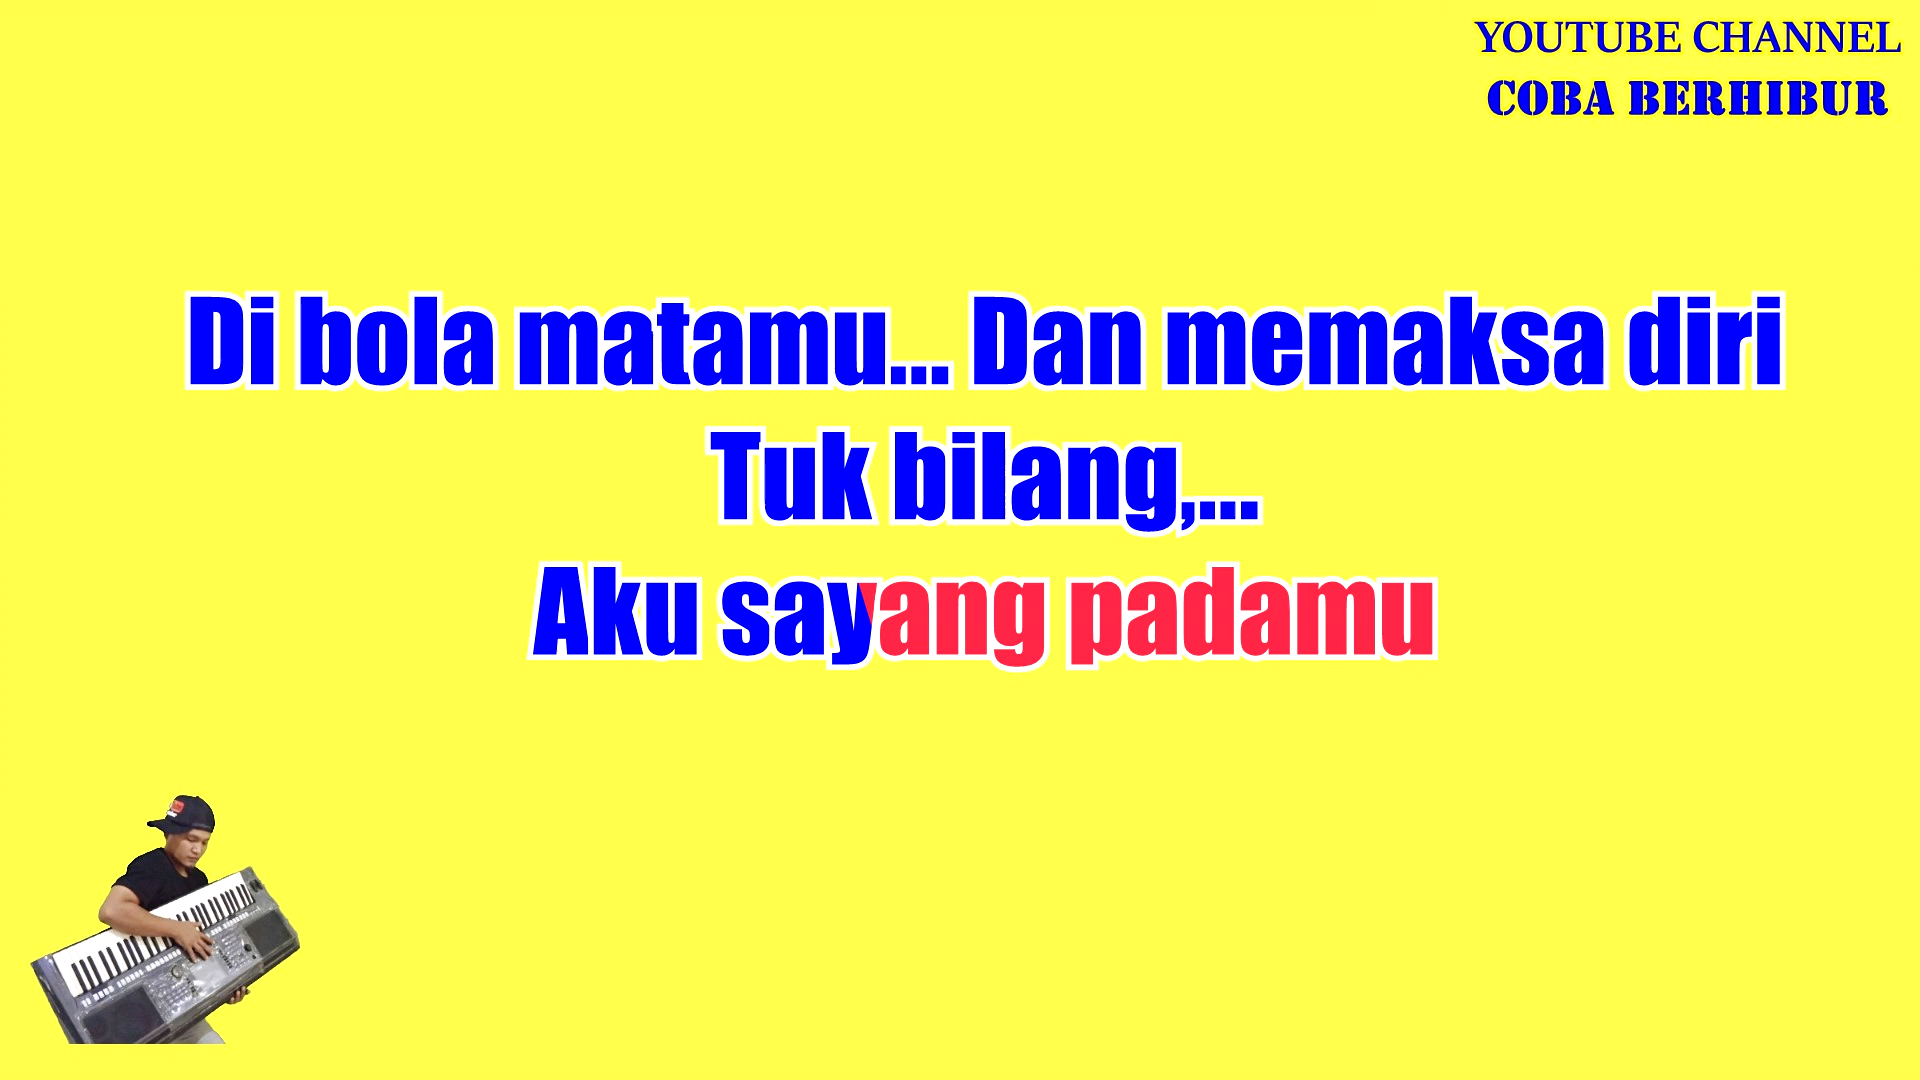 YOUTUBE CHANNEL
COBA BERHIBUR
Di bola matamu... Dan memaksa diri
Tuk bilang,...
Aku sayang padamu